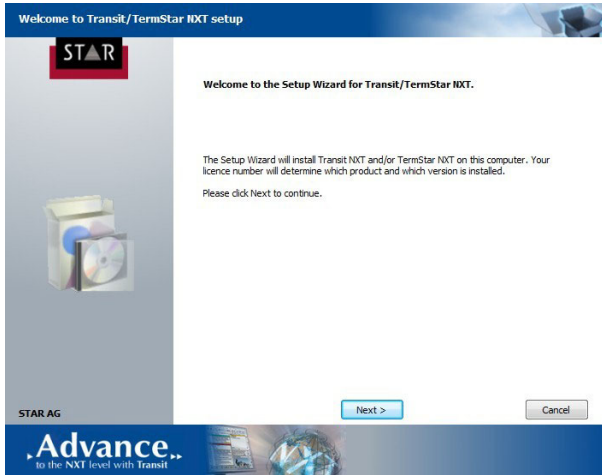 Welcome to Transit/TermStar NXT setup
STAR
Welcome to the Setup Wizard for Transit/TermStar NXT.
The Setup Wizard will install Transit NXT and/or TermStar NXT on this computer. Your
licence number will determine which product and which version is installed.
Please click Next to continue.
STAR AG
Next >
Cancel
Advance..
to the NXT level with Transit